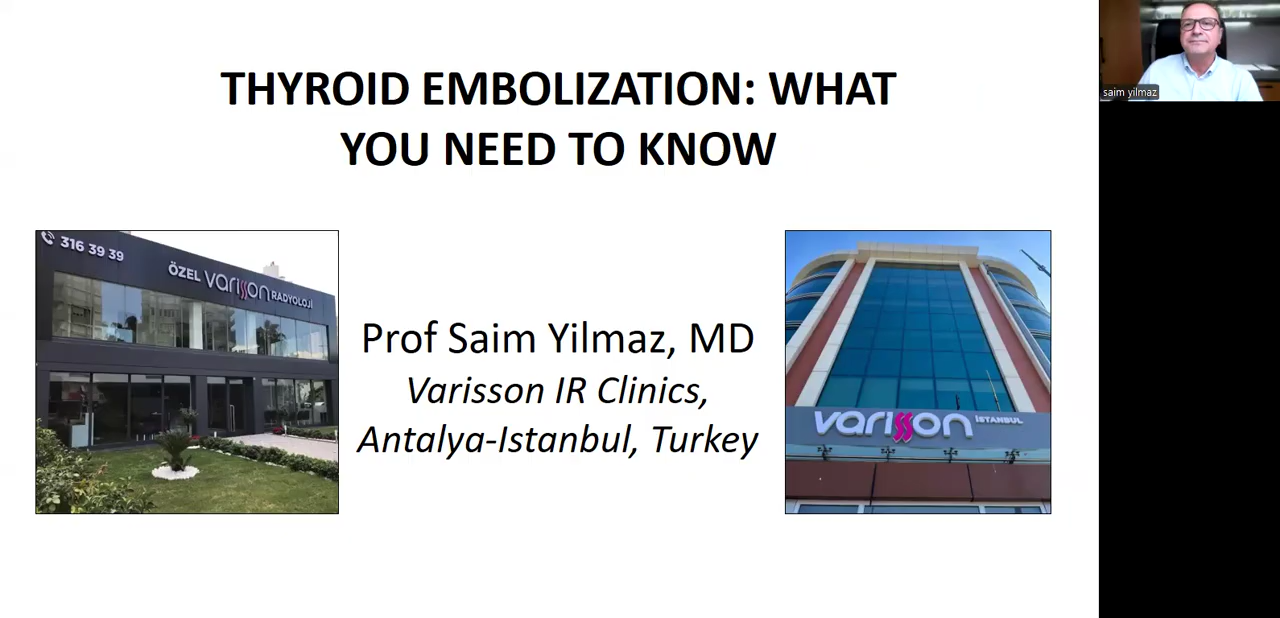 THYROID EMBOLIZATION: WHAT
YOU NEED TO KNOW
316 39 39
ÖZEL varisson RADYOLOJİ
Prof Saim Yilmaz, MD
Varisson IR Clinics,
Antalya-Istanbul, Turkey
varisson İSTANBUL
saim yilmaz